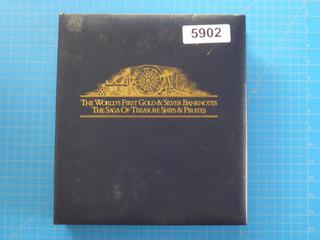 5902
THE WORLD'S FIRST GOLD & SILVER BANKNOTES
THE SAGA OF TREASURE SHIPS & PIRATES